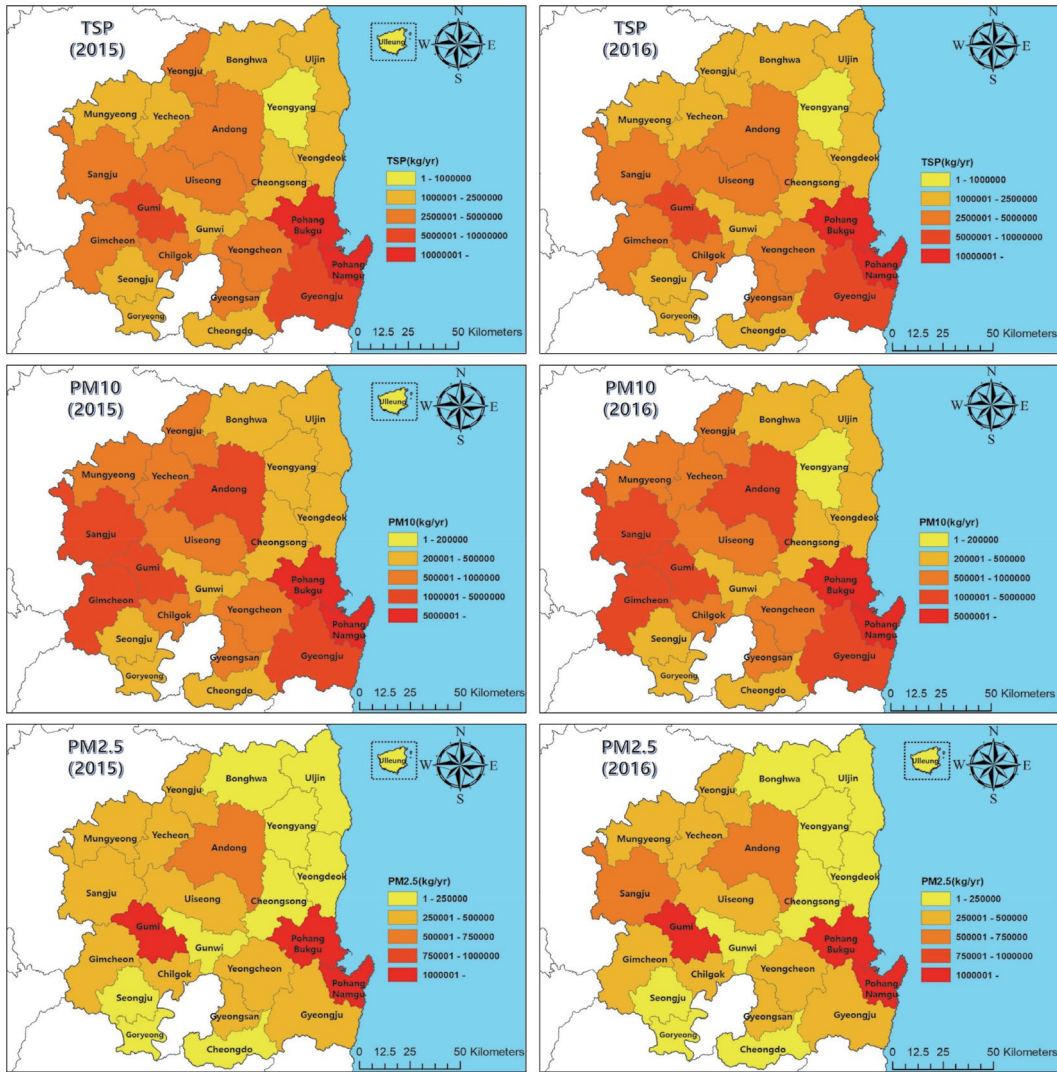 TSP
(2015)
Ulleung
N
W
E
S
Yeongju
Bonghwa
Uljin
Mungyeong
Yecheon
Yeongyang
Andong
Yeongdeok
Sangju
Uiseong
Cheongsong
Gumi
Gunwi
Pohang
Bukgu
Gimcheon
Chilgok
Yeongcheon
Pohang
Namgu
Seongju
Gyeongsan
Gyeongju
Goryeong
Cheongdo
TSP(kg/yr)
1 - 1000000
1000001 - 2500000
2500001 - 5000000
5000001 - 10000000
10000001 -
0 12.5 25 50 Kilometers
TSP
(2016)
N
W
E
S
Yeongju
Bonghwa
Uljin
Mungyeong
Yecheon
Yeongyang
Andong
Yeongdeok
Sangju
Uiseong
Cheongsong
Gumi
Gunwi
Pohang
Bukgu
Gimcheon
Chilgok
Yeongcheon
Pohang
Namgu
Seongju
Gyeongsan
Gyeongju
Goryeong
Cheongdo
TSP(kg/yr)
1 - 1000000
1000001 - 2500000
2500001 - 5000000
5000001 - 10000000
10000001 -
0 12.5 25 50 Kilometers
PM10
(2015)
Ulleung
N
W
E
S
Yeongju
Bonghwa
Uljin
Mungyeong
Yecheon
Yeongyang
Andong
Yeongdeok
Sangju
Uiseong
Cheongsong
Gumi
Gunwi
Pohang
Bukgu
Gimcheon
Chilgok
Yeongcheon
Pohang
Namgu
Seongju
Gyeongsan
Gyeongju
Goryeong
Cheongdo
PM10(kg/yr)
1 - 200000
200001 - 500000
500001 - 1000000
1000001 - 5000000
5000001 -
0 12.5 25 50 Kilometers
PM10
(2016)
N
W
E
S
Yeongju
Bonghwa
Uljin
Mungyeong
Yecheon
Yeongyang
Andong
Yeongdeok
Sangju
Uiseong
Cheongsong
Gumi
Gunwi
Pohang
Bukgu
Gimcheon
Chilgok
Yeongcheon
Pohang
Namgu
Seongju
Gyeongsan
Gyeongju
Goryeong
Cheongdo
PM10(kg/yr)
1 - 200000
200001 - 500000
500001 - 1000000
1000001 - 5000000
5000001 -
0 12.5 25 50 Kilometers
PM2.5
(2015)
Ulleung
N
W
E
S
Yeongju
Bonghwa
Uljin
Mungyeong
Yecheon
Yeongyang
Andong
Yeongdeok
Sangju
Uiseong
Cheongsong
Gumi
Gunwi
Pohang
Bukgu
Gimcheon
Chilgok
Yeongcheon
Pohang
Namgu
Seongju
Gyeongsan
Gyeongju
Goryeong
Cheongdo
PM2.5(kg/yr)
1 - 250000
250001 - 500000
500001 - 750000
750001 - 1000000
1000001 -
0 12.5 25 50 Kilometers
PM2.5
(2016)
Ulleung
N
W
E
S
Yeongju
Bonghwa
Uljin
Mungyeong
Yecheon
Yeongyang
Andong
Yeongdeok
Sangju
Uiseong
Cheongsong
Gumi
Gunwi
Pohang
Bukgu
Gimcheon
Chilgok
Yeongcheon
Pohang
Namgu
Seongju
Gyeongsan
Gyeongju
Goryeong
Cheongdo
PM2.5(kg/yr)
1 - 250000
250001 - 500000
500001 - 750000
750001 - 1000000
1000001 -
0 12.5 25 50 Kilometers